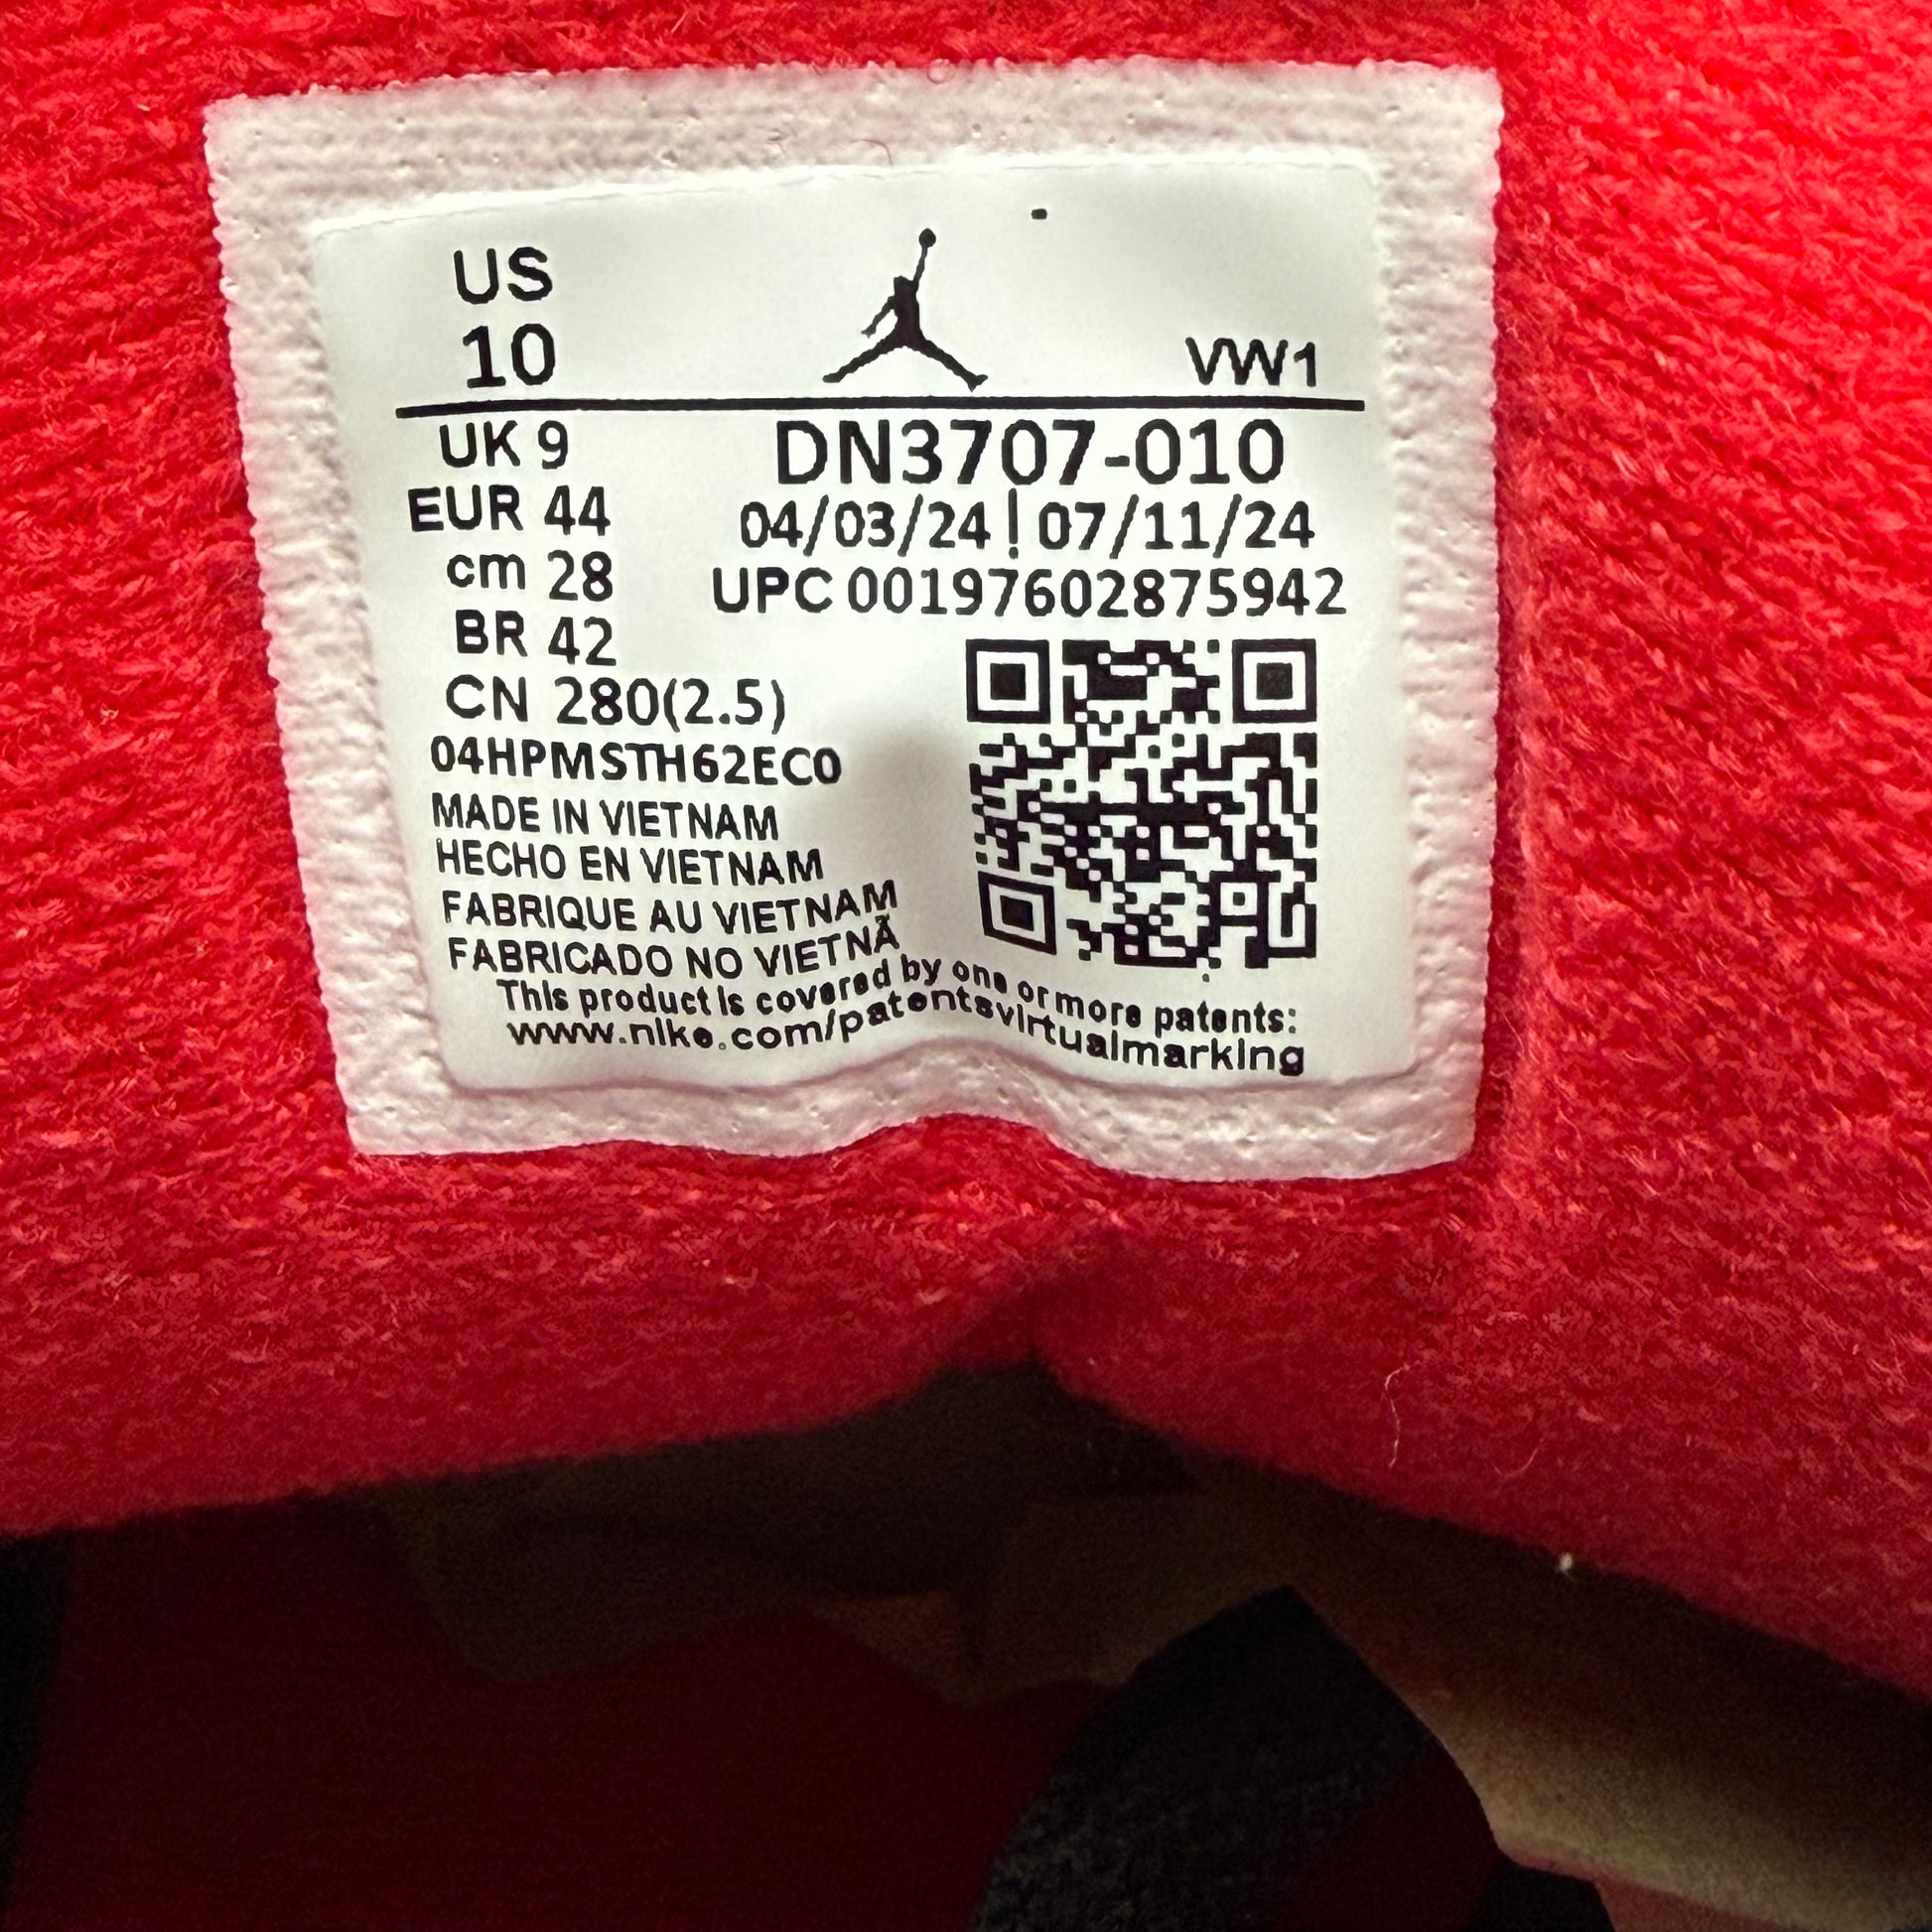 US
10
VW1
UK 9
EUR 44
cm 28
BR 42
CN 280(2.5)
DN3707-010
04/03/24 | 07/11/24
UPC 00197602875942
04HPMSTH62EC0
MADE IN VIETNAM
HECHO EN VIETNAM
FABRIQUE AU VIETNAM
FABRICADO NO VIETNÃ
This product is covered by one or more patents:
www.nike.com/patentsvirtualmarking